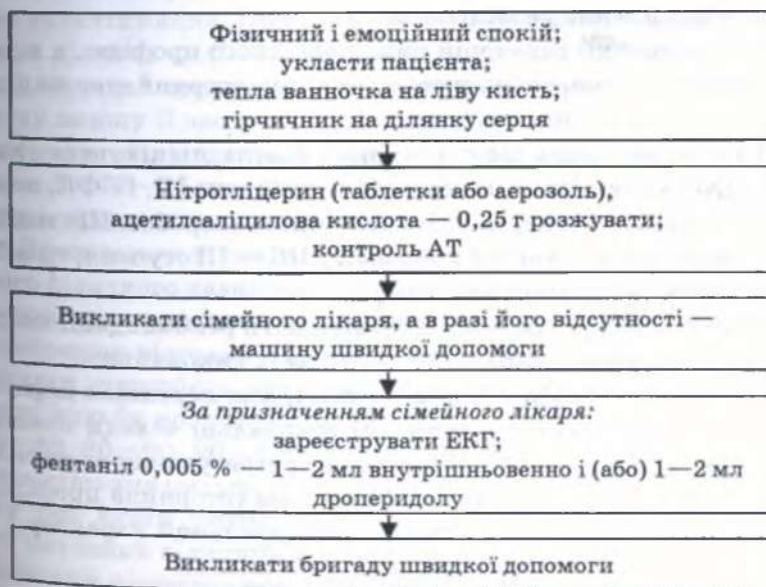 Фізичний і емоційний спокій;
укласти пацієнта;
тепла ванночка на ліву кисть;
гірчичник на ділянку серця
Нітрогліцерин (таблетки або аерозоль),
ацетилсаліцилова кислота — 0,25 г розжувати;
контроль АТ
Викликати сімейного лікаря, а в разі його відсутності —
машину швидкої допомоги
За призначенням сімейного лікаря:
зареєструвати ЕКГ;
фентаніл 0,005 % — 1—2 мл внутрішньовенно і (або) 1—2 мл
дроперидолу
Викликати бригаду швидкої допомоги